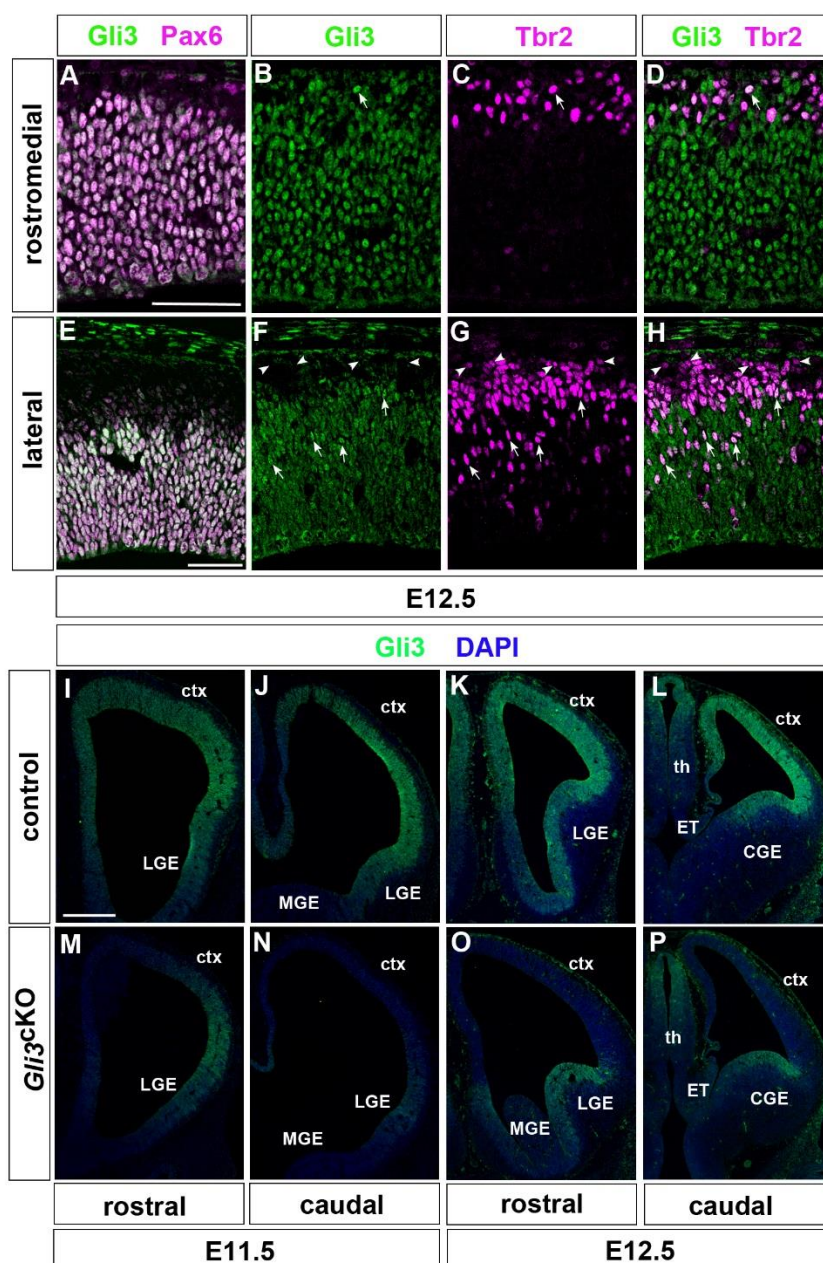 Gli3 Pax6 Gli3 Tbr2 Gli3 Tbr2
rostromedial
A B C D
lateral
E F G H
E12.5
Gli3 DAPI
control
I ctx LGE
J ctx MGE LGE
K ctx LGE
L ctx th ET CGE
Gli3cKO
M ctx LGE
N ctx LGE MGE
O ctx MGE LGE
P ctx th ET CGE
rostral caudal rostral caudal
E11.5 E12.5